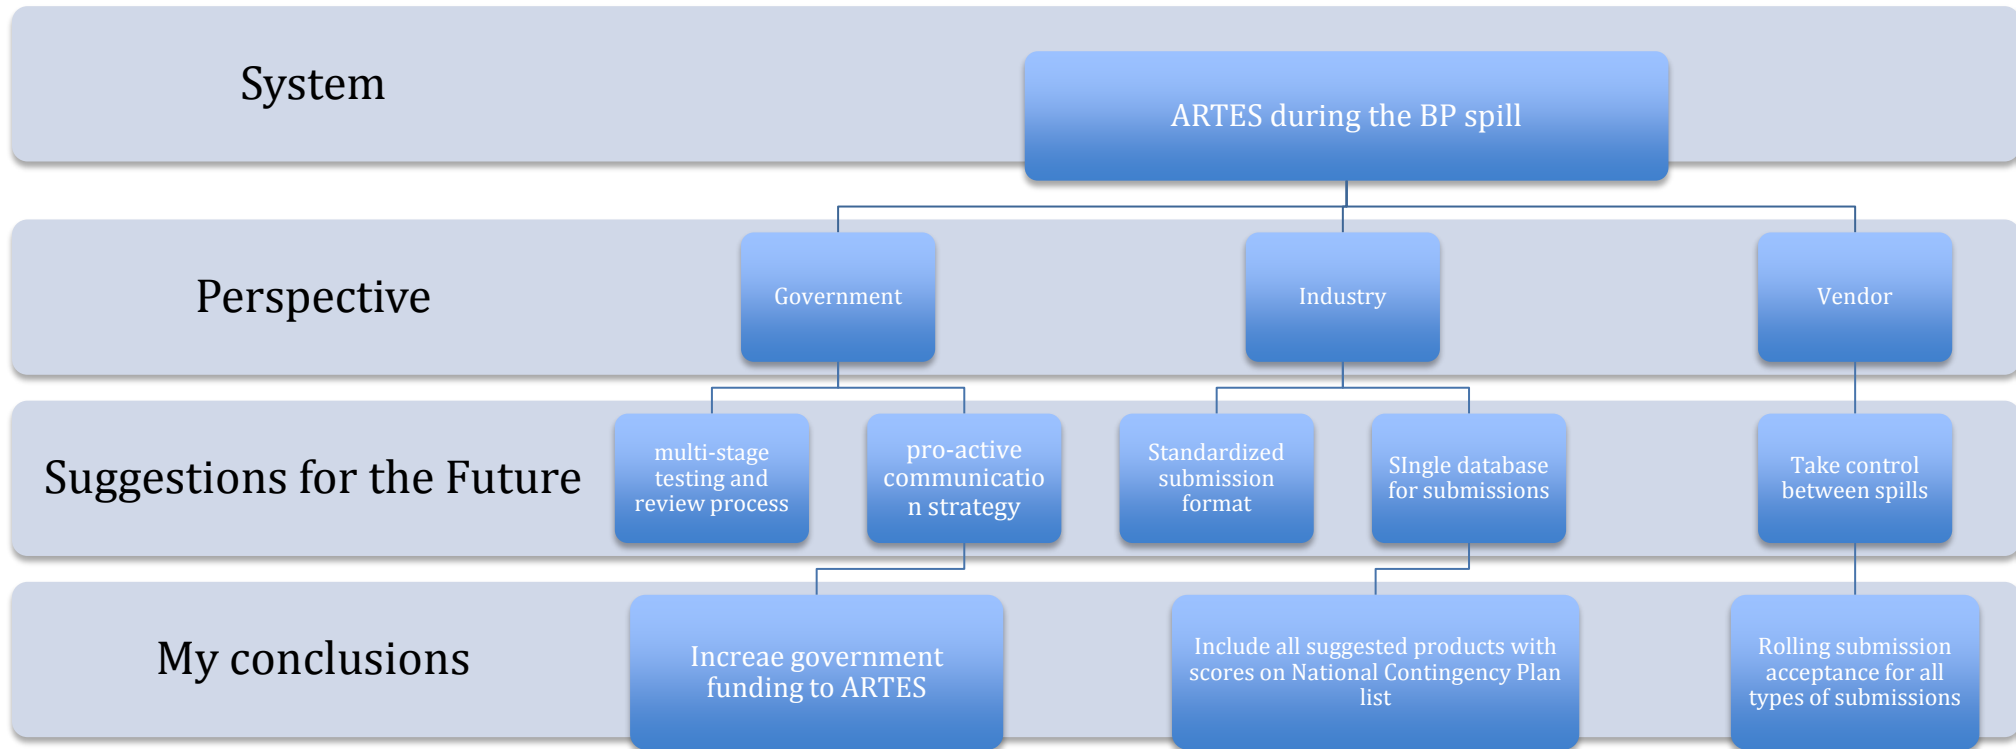 System
ARTES during the BP spill
Perspective
Government
Industry
Vendor
Suggestions for the Future
multi-stage
testing and
review process
pro-active
communicatio
n strategy
Standardized
submission
format
SIngle database
for submissions
Take control
between spills
My conclusions
Increae government
funding to ARTES
Include all suggested products with
scores on National Contingency Plan
list
Rolling submission
acceptance for all
types of submissions